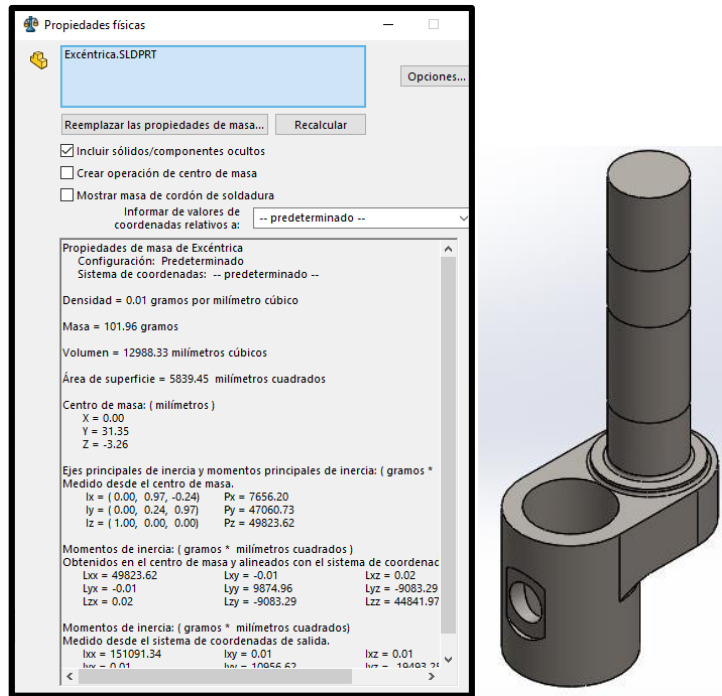 Propiedades físicas
Excéntrica.SLDPRT
Opciones...
Reemplazar las propiedades de masa... Recalcular
Incluir sólidos/componentes ocultos
Crear operación de centro de masa
Mostrar masa de cordón de soldadura
Informar de valores de
coordenadas relativos a: -- predeterminado --
Propiedades de masa de Excéntrica
Configuración: Predeterminado
Sistema de coordenadas: -- predeterminado --
Densidad = 0.01 gramos por milímetro cúbico
Masa = 101.96 gramos
Volumen = 12988.33 milímetros cúbicos
Área de superficie = 5839.45 milímetros cuadrados
Centro de masa: ( milímetros )
X = 0.00
Y = 31.35
Z = -3.26
Ejes principales de inercia y momentos principales de inercia: ( gramos *
Medido desde el centro de masa.
Ix = ( 0.00, 0.97, -0.24) Px = 7656.20
Iy = ( 0.00, 0.24, 0.97) Py = 47060.73
Iz = ( 1.00, 0.00, 0.00) Pz = 49823.62
Momentos de inercia: ( gramos * milímetros cuadrados )
Obtenidos en el centro de masa y alineados con el sistema de coordenac
Lxx = 49823.62 Lxy = -0.01 Lxz = 0.02
Lyx = -0.01 Lyy = 9874.96 Lyz = -9083.29
Lzx = 0.02 Lzy = -9083.29 Lzz = 44841.97
Momentos de inercia: ( gramos * milímetros cuadrados)
Medido desde el sistema de coordenadas de salida.
Ixx = 151091.34 Ixy = 0.01 Ixz = 0.01
Iyx = 0.01 Iyy = 10956.62